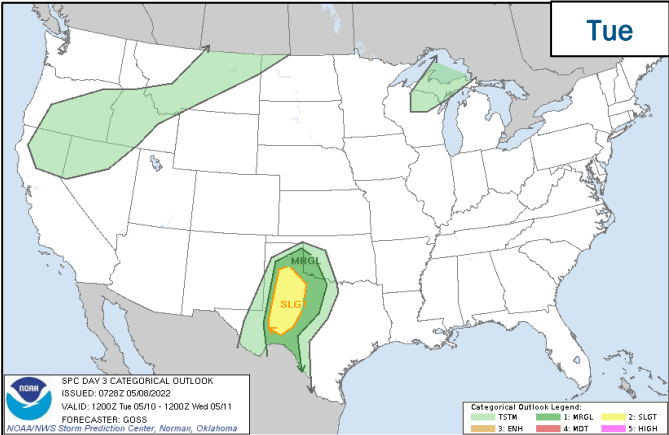 Tue
MRGL
SLGT
NOAA
SPC DAY 3 CATEGORICAL OUTLOOK
ISSUED: 0728Z 05/08/2022
VALID: 1200Z Tue 05/10 - 1200Z Wed 05/11
FORECASTER: GOSS
NOAA/NWS Storm Prediction Center, Norman, Oklahoma
Categorical Outlook Legend:
TSTM 1: MRGL 2: SLGT
3: ENH 4: MDT 5: HIGH